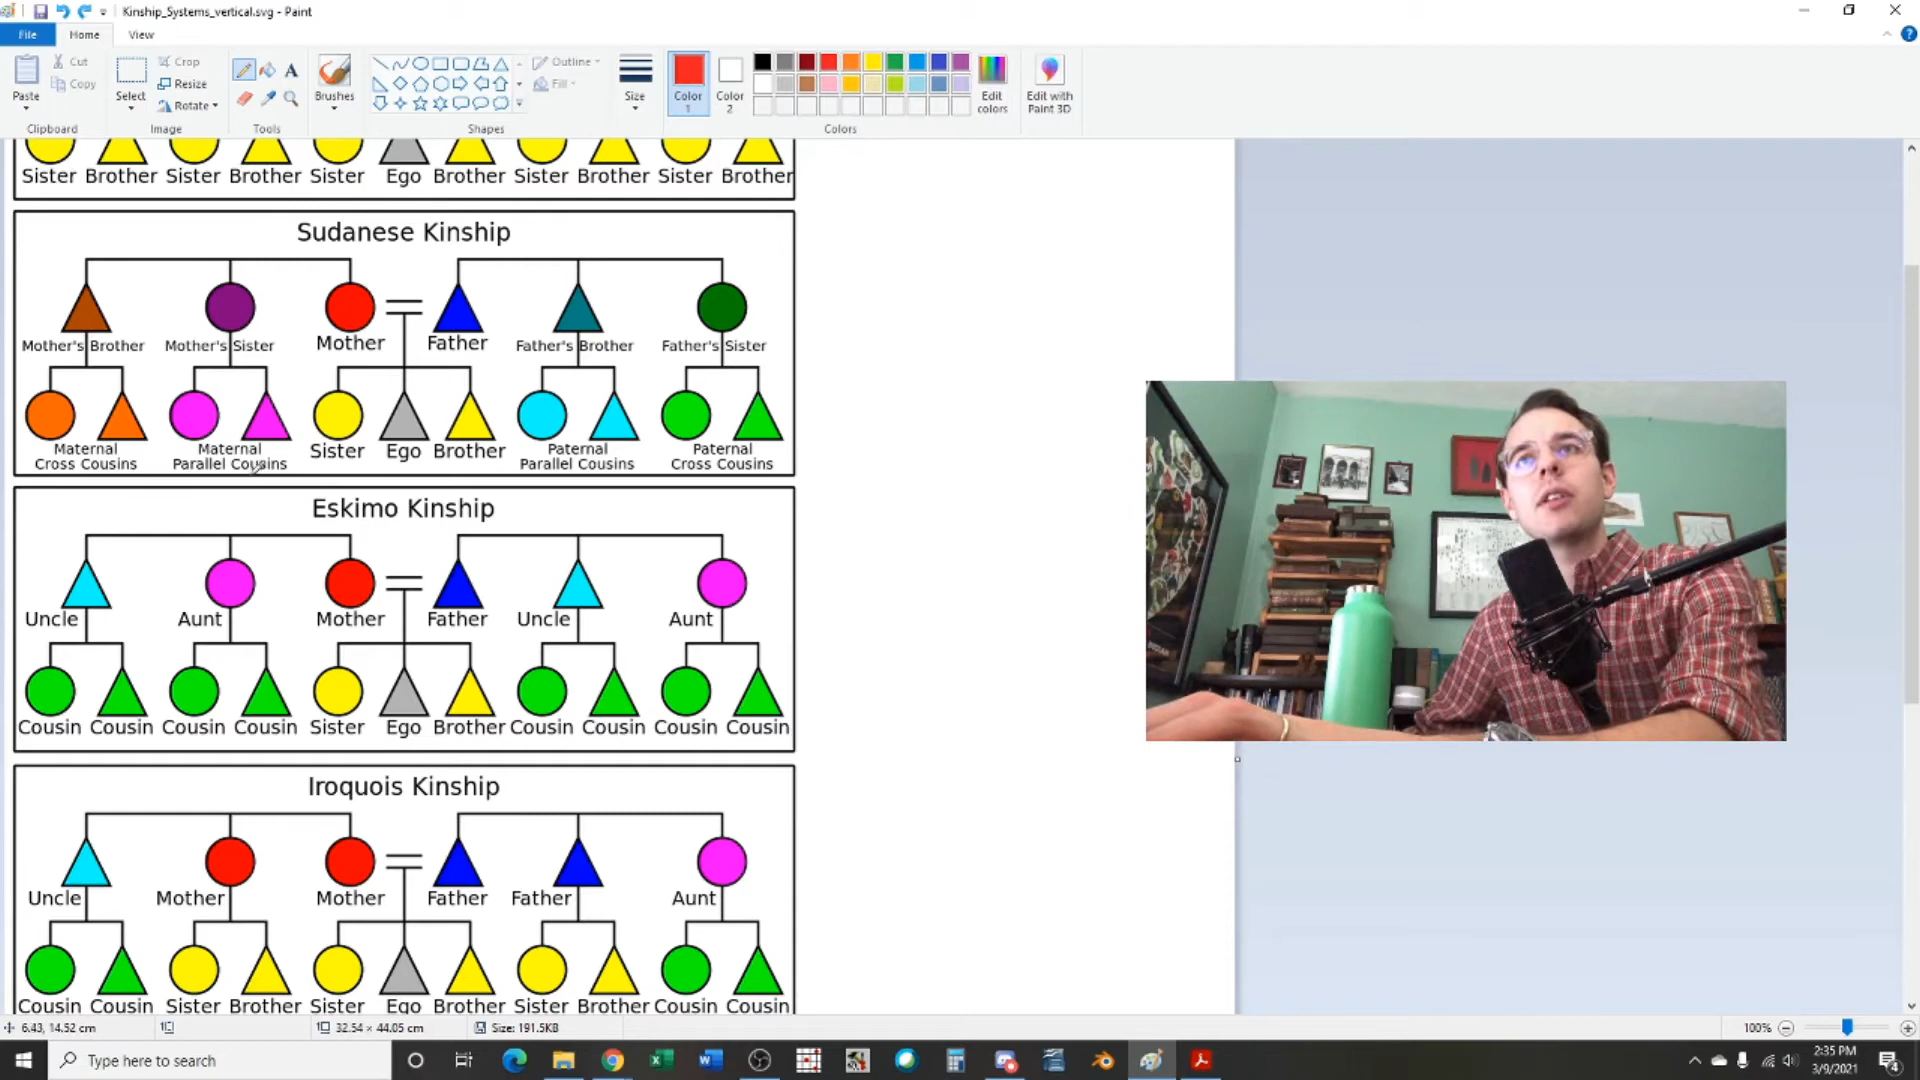 Kinship_Systems_vertical.svg - Paint
File Home View
Cut
Copy
Paste
Clipboard
Crop
Resize
Rotate
Select
Image
Tools
Brushes
Shapes
Outline
Fill
Size
Color 1
Color 2
Edit colors
Colors
Edit with Paint 3D
Sister Brother Sister Brother Sister Ego Brother Sister Brother Sister Brother
Sudanese Kinship
Mother's Brother Mother's Sister Mother Father Father's Brother Father's Sister
Maternal Cross Cousins
Maternal Parallel Cousins
Sister Ego Brother
Paternal Parallel Cousins
Paternal Cross Cousins
Eskimo Kinship
Uncle Aunt Mother Father Uncle Aunt
Cousin Cousin Cousin Cousin Sister Ego Brother Cousin Cousin Cousin Cousin
Iroquois Kinship
Uncle Mother Mother Father Father Aunt
Cousin Cousin Sister Brother Sister Ego Brother Sister Brother Cousin Cousin
6.43, 14.52 cm 32.54 × 44.05 cm Size: 191.5KB 100%
Type here to search
2:35 PM
3/9/2021
4